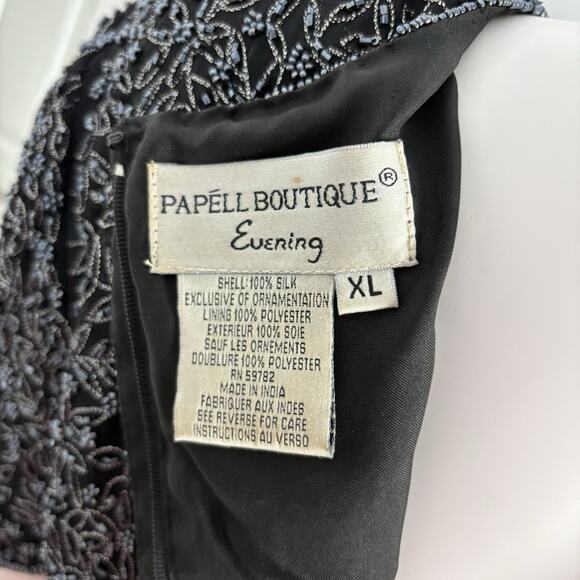 PAPÉLL BOUTIQUE®
Evening
XL
SHELL: 100% SILK
EXCLUSIVE OF ORNAMENTATION
LINING 100% POLYESTER
EXTERIEUR 100% SOIE
SAUF LES ORNEMENTS
DOUBLURE 100% POLYESTER
RN 59782
MADE IN INDIA
FABRIQUER AUX INDES
SEE REVERSE FOR CARE
INSTRUCTIONS AU VERSO